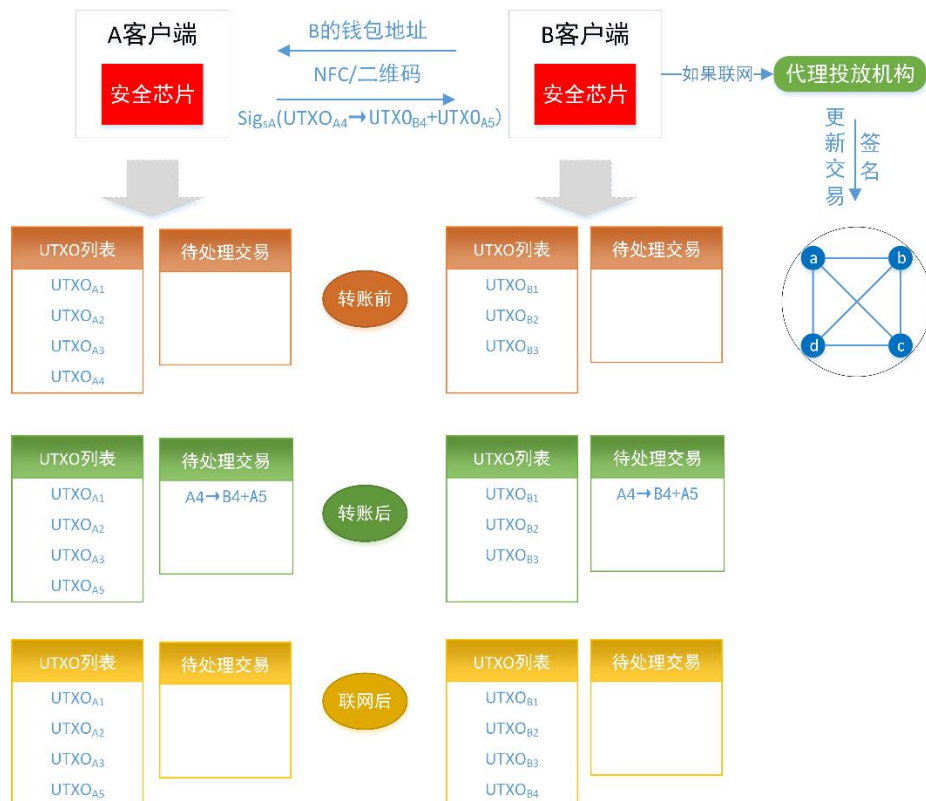 A客户端
安全芯片
B的钱包地址
NFC/二维码
SigsA(UTXOA4→UTXOB4+UTXOA5)
B客户端
安全芯片
如果联网
代理投放机构
更新交易
签名
a
b
d
c
UTXO列表
UTXOA1
UTXOA2
UTXOA3
UTXOA4
待处理交易
转账前
UTXO列表
UTXOB1
UTXOB2
UTXOB3
待处理交易
UTXO列表
UTXOA1
UTXOA2
UTXOA3
UTXOA5
待处理交易
A4→B4+A5
转账后
UTXO列表
UTXOB1
UTXOB2
UTXOB3
待处理交易
A4→B4+A5
UTXO列表
UTXOA1
UTXOA2
UTXOA3
UTXOA5
待处理交易
联网后
UTXO列表
UTXOB1
UTXOB2
UTXOB3
UTXOB4
待处理交易